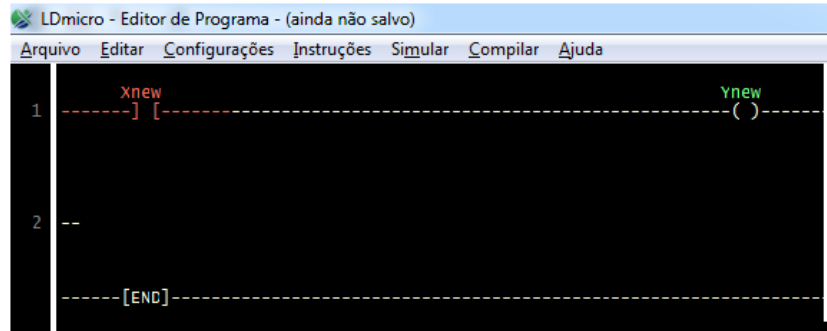 LDmicro - Editor de Programa - (ainda não salvo)
Arquivo Editar Configurações Instruções Simular Compilar Ajuda
Xnew Ynew
1 -------] [--------------------------------------------------------( )------
2 --
------[END]------------------------------------------------------------------